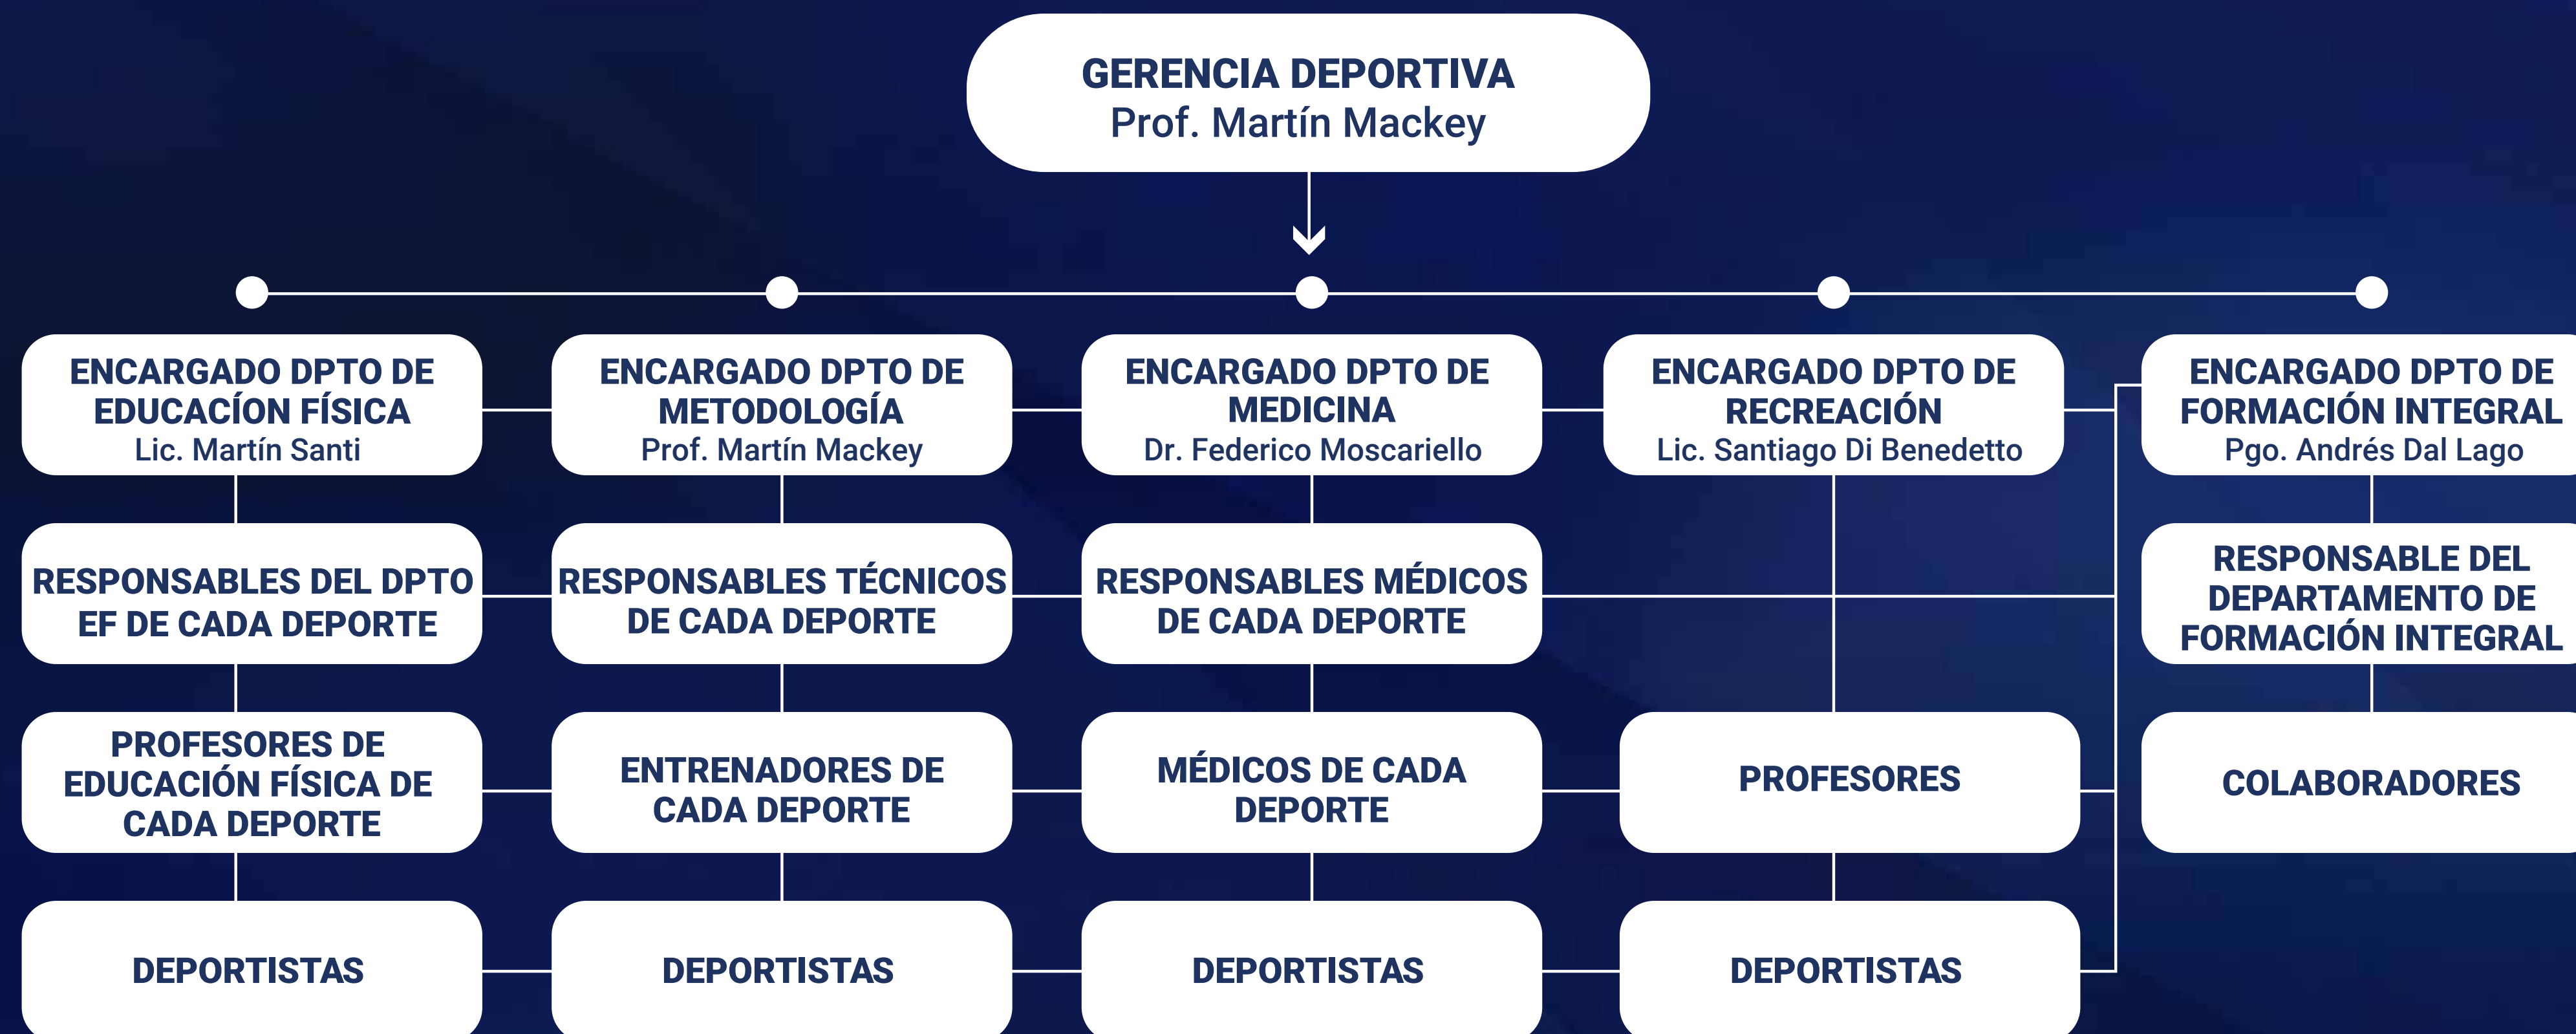 GERENCIA DEPORTIVA
Prof. Martín Mackey
ENCARGADO DPTO DE
EDUCACÍON FÍSICA
Lic. Martín Santi
ENCARGADO DPTO DE
METODOLOGÍA
Prof. Martín Mackey
ENCARGADO DPTO DE
MEDICINA
Dr. Federico Moscariello
ENCARGADO DPTO DE
RECREACIÓN
Lic. Santiago Di Benedetto
ENCARGADO DPTO DE
FORMACIÓN INTEGRAL
Pgo. Andrés Dal Lago
RESPONSABLES DEL DPTO
EF DE CADA DEPORTE
RESPONSABLES TÉCNICOS
DE CADA DEPORTE
RESPONSABLES MÉDICOS
DE CADA DEPORTE
RESPONSABLE DEL
DEPARTAMENTO DE
FORMACIÓN INTEGRAL
PROFESORES DE
EDUCACIÓN FÍSICA DE
CADA DEPORTE
ENTRENADORES DE
CADA DEPORTE
MÉDICOS DE CADA
DEPORTE
PROFESORES
COLABORADORES
DEPORTISTAS
DEPORTISTAS
DEPORTISTAS
DEPORTISTAS